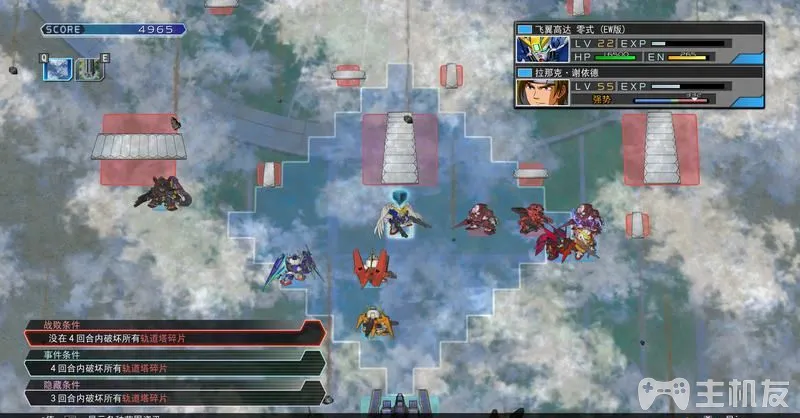 SCORE 4965
Q E
飞翼高达 零式 (EW版)
LV 22 EXP
HP 16500 EN 265
拉那克·谢依德
LV 55 EXP
强势
战败条件
没在4回合内破坏所有轨道塔碎片
事件条件
4回合内破坏所有轨道塔碎片
隐藏条件
3回合内破坏所有轨道塔碎片
主机友